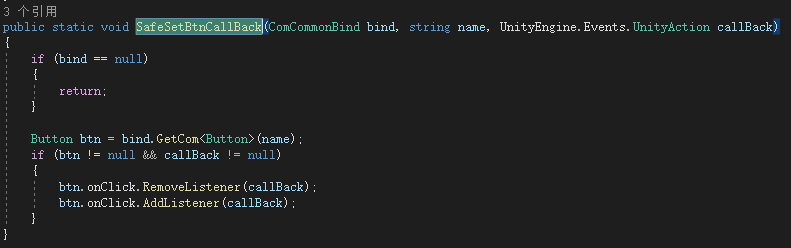 3 个引用
public static void SafeSetBtnCallBack(ComCommonBind bind, string name, UnityEngine.Events.UnityAction callBack)
{
    if (bind == null)
    {
        return;
    }
    Button btn = bind.GetCom<Button>(name);
    if (btn != null && callBack != null)
    {
        btn.onClick.RemoveListener(callBack);
        btn.onClick.AddListener(callBack);
    }
}